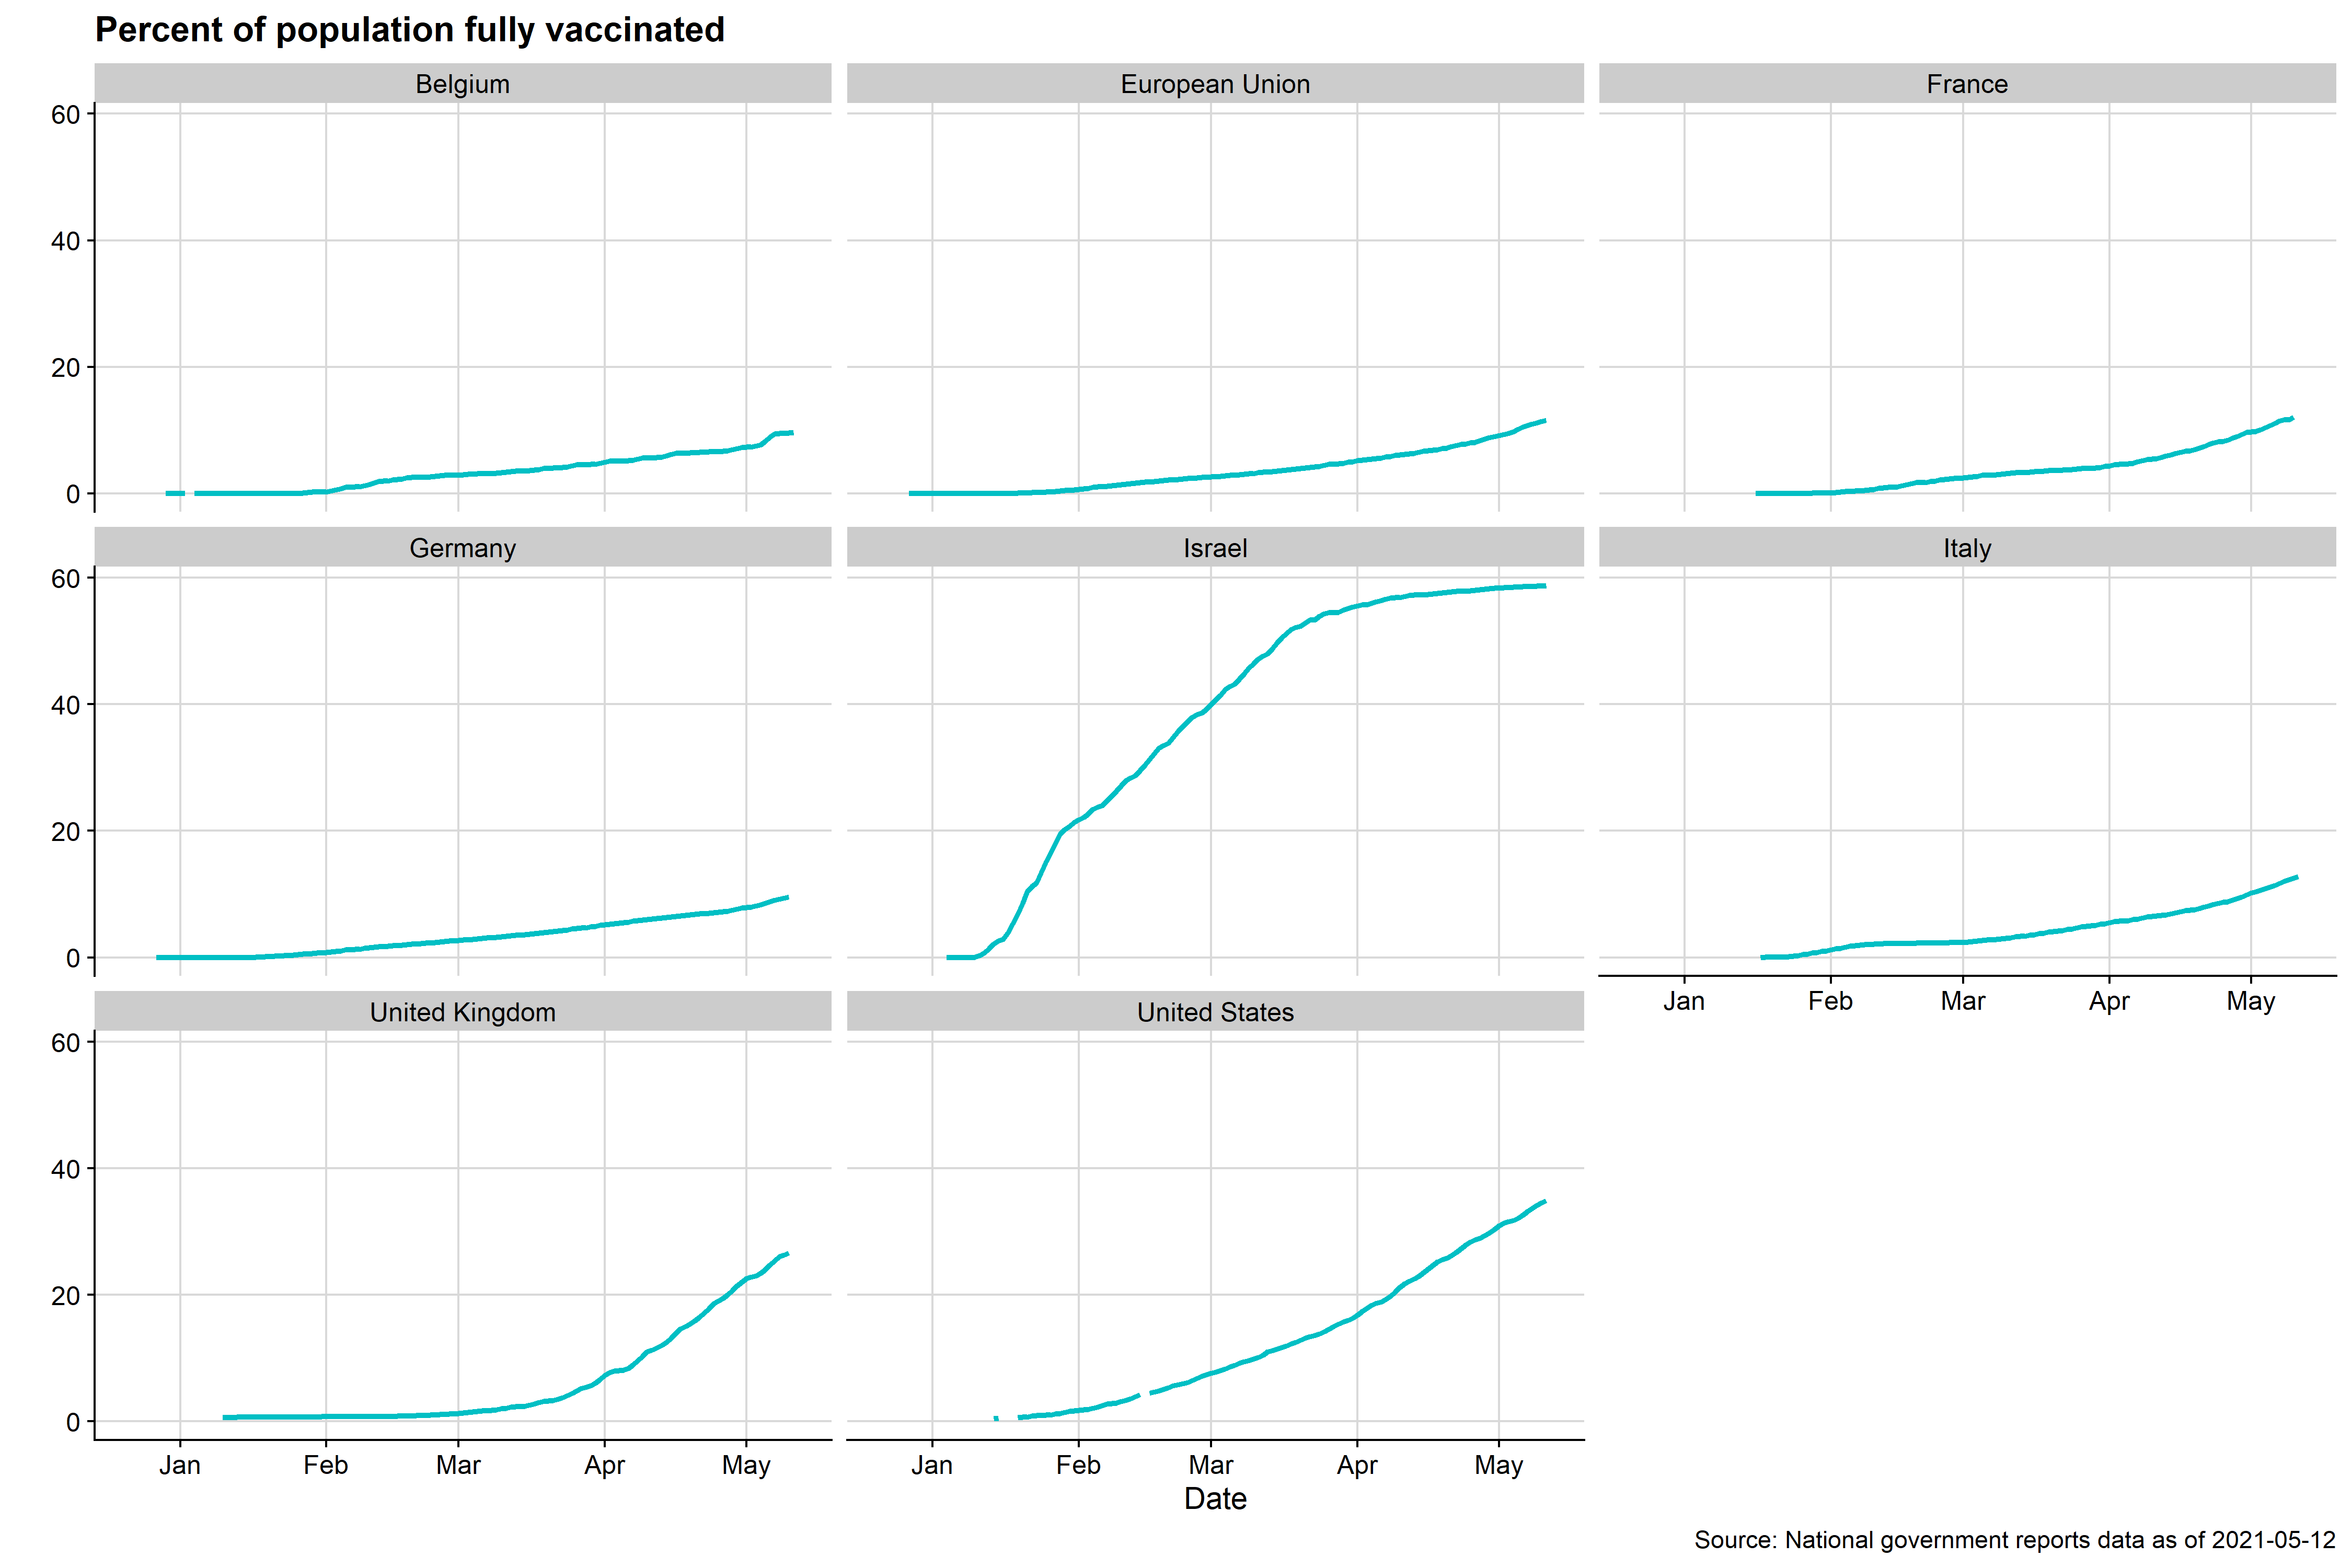 Percent of population fully vaccinated
Belgium
European Union
France
60
40
20
0
Germany
Israel
Italy
60
40
20
0
Jan Feb Mar Apr May
United Kingdom
United States
60
40
20
0
Jan Feb Mar Apr May
Jan Feb Mar Apr May
Date
Source: National government reports data as of 2021-05-12